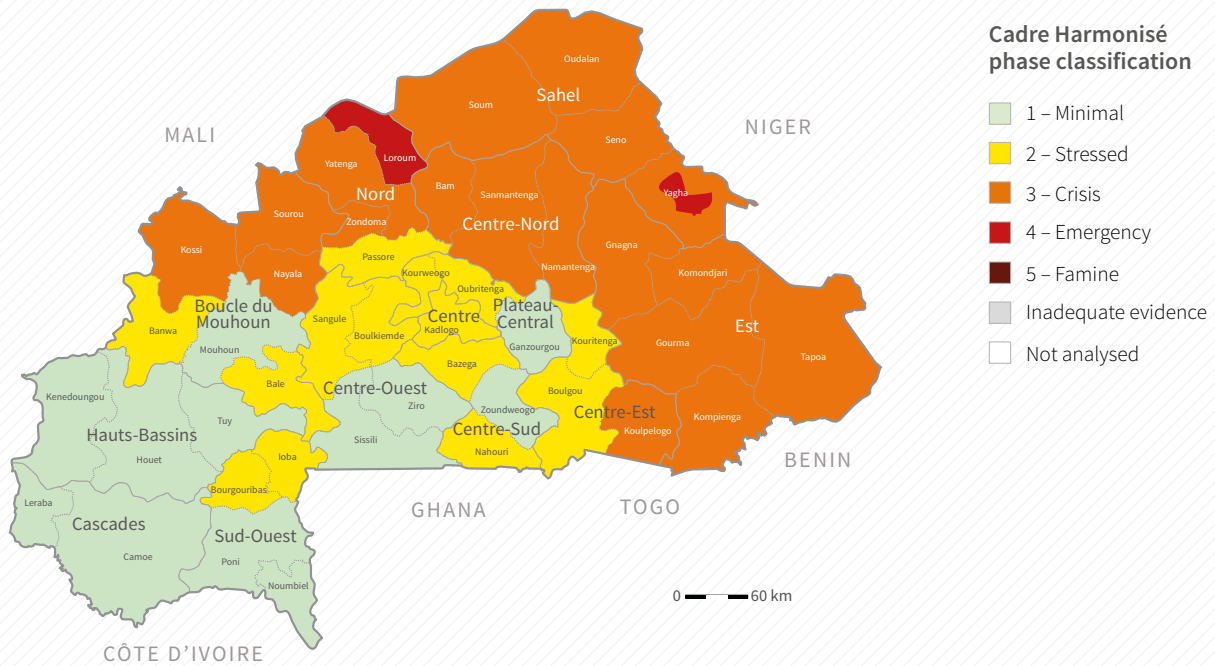 Cadre Harmonisé
phase classification
1 – Minimal
2 – Stressed
3 – Crisis
4 – Emergency
5 – Famine
Inadequate evidence
Not analysed
MALI
NIGER
BENIN
TOGO
GHANA
CÔTE D’IVOIRE
Oudalan
Sahel
Soum
Seno
Loroum
Yatenga
Nord
Bam
Sanmantenga
Yagha
Zondoma
Sourou
Centre-Nord
Kossi
Gnagna
Passore
Nayala
Kourweogo
Namantenga
Komondjari
Oubritenga
Boucle du
Mouhoun
Plateau-
Central
Sangule
Centre
Banwa
Kadlogo
Boulkiemde
Est
Mouhoun
Ganzourgou
Kouritenga
Gourma
Tapoa
Bazega
Bale
Centre-Ouest
Boulgou
Kenedoungou
Ziro
Zoundweogo
Centre-Est
Kompienga
Tuy
Koulpelogo
Hauts-Bassins
Sissili
Centre-Sud
Nahouri
Houet
Ioba
Bourgouribas
Leraba
Cascades
Sud-Ouest
Camoe
Poni
Noumbiel
0 60 km